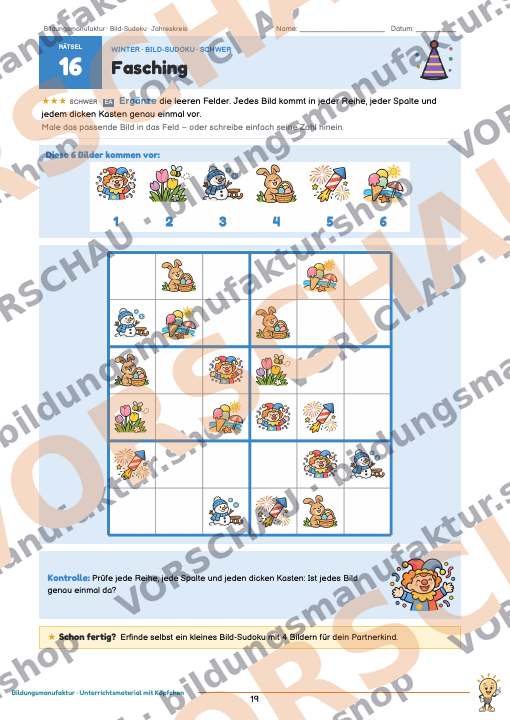 Bildungsmanufaktur · Bild-Sudoku · Jahreskreis Name: Datum:
RÄTSEL
16
WINTER · BILD-SUDOKU · SCHWER
Fasching
★★★ SCHWER EA Ergänze die leeren Felder. Jedes Bild kommt in jeder Reihe, jeder Spalte und
jedem dicken Kasten genau einmal vor.
Male das passende Bild in das Feld – oder schreibe einfach seine Zahl hinein.
Diese 6 Bilder kommen vor:
1 2 3 4 5 6
Kontrolle: Prüfe jede Reihe, jede Spalte und jeden dicken Kasten: Ist jedes Bild
genau einmal da?
★ Schon fertig? Erfinde selbst ein kleines Bild-Sudoku mit 4 Bildern für dein Partnerkind.
Bildungsmanufaktur · Unterrichtsmaterial mit Köpfchen
19
VORSCHAU · bildungsmanufaktur.shop